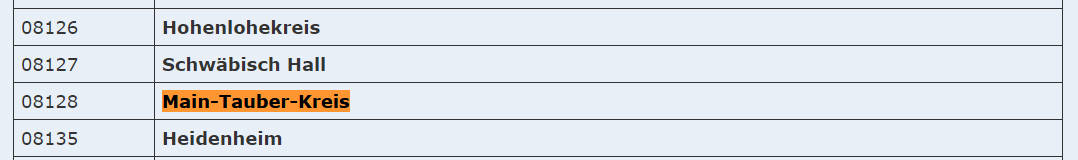 08126 Hohenlohekreis
08127 Schwäbisch Hall
08128 Main-Tauber-Kreis
08135 Heidenheim